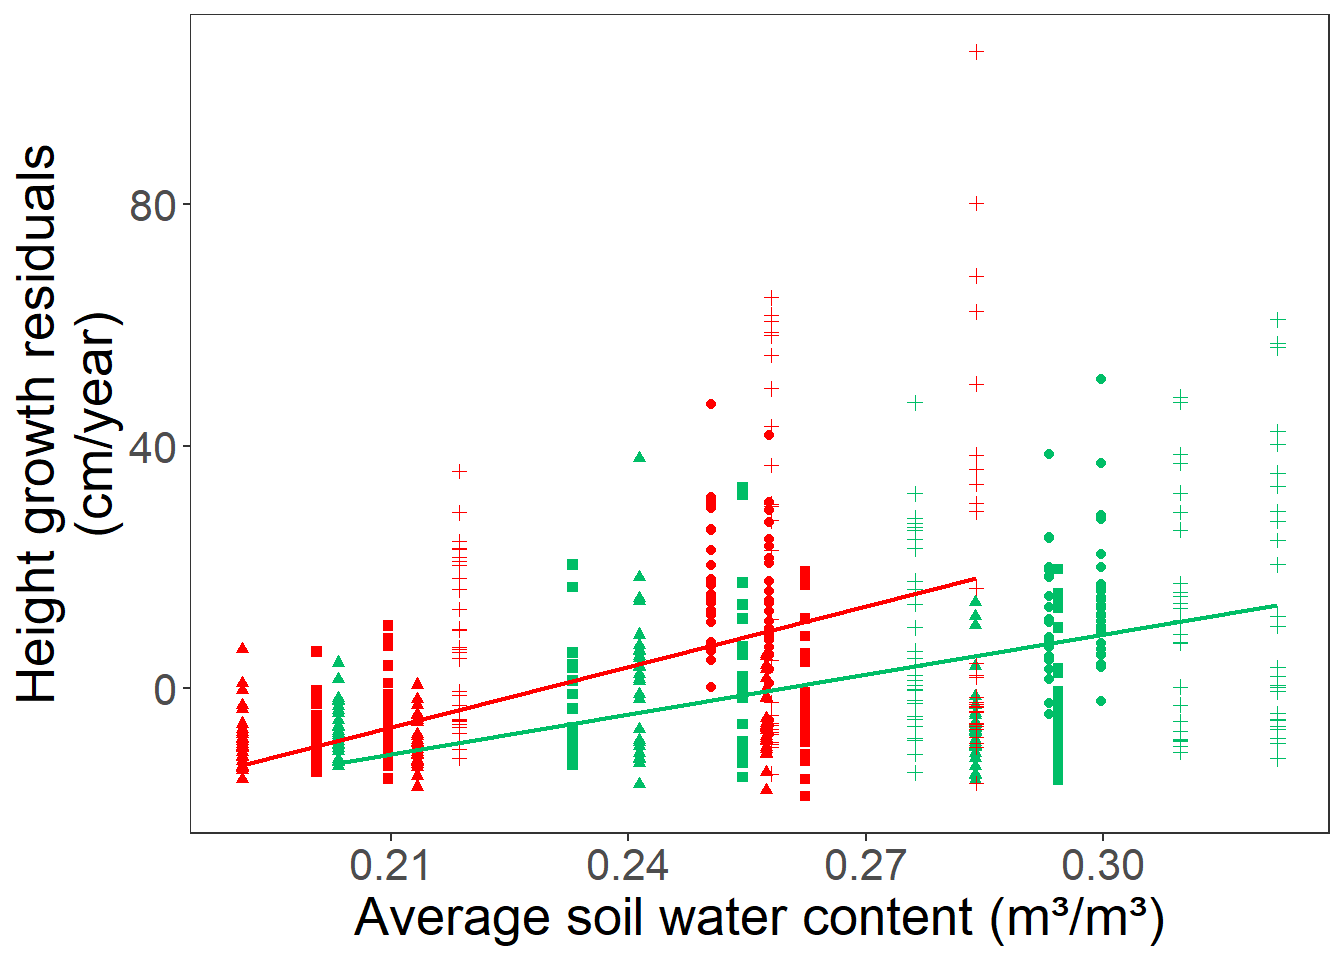 Height growth residuals
(cm/year)
80
40
0
0.21 0.24 0.27 0.30
Average soil water content (m³/m³)